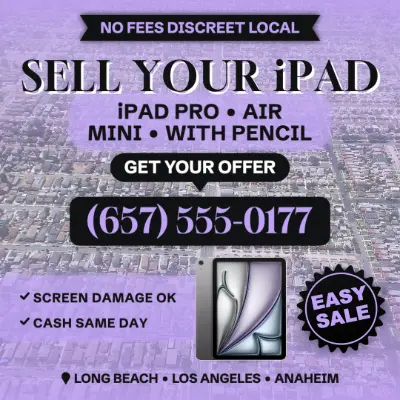 NO FEES DISCREET LOCAL
SELL YOUR iPAD
iPAD PRO • AIR
MINI • WITH PENCIL
GET YOUR OFFER
(657) 555-0177
SCREEN DAMAGE OK
CASH SAME DAY
EASY
SALE
LONG BEACH • LOS ANGELES • ANAHEIM